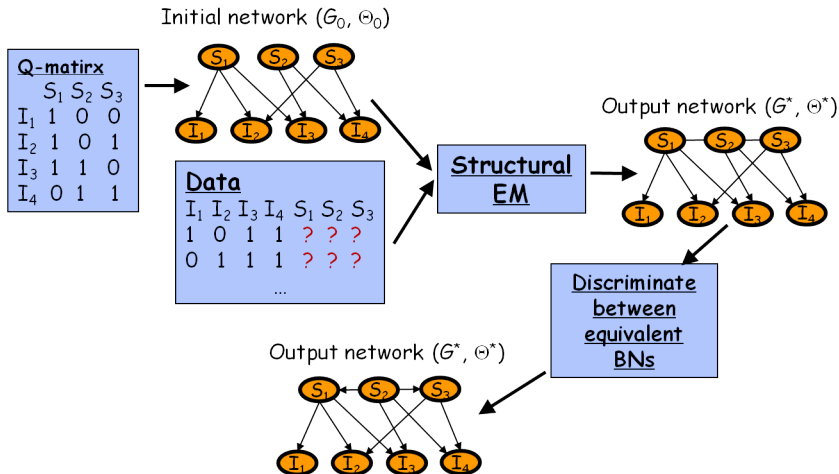 Initial network (G₀, Θ₀)
Q-matirx
S₁ S₂ S₃
I₁ 1 0 0
I₂ 1 0 1
I₃ 1 1 0
I₄ 0 1 1
S₁ S₂ S₃
I₁ I₂ I₃ I₄
Data
I₁ I₂ I₃ I₄ S₁ S₂ S₃
1 0 1 1 ? ? ?
0 1 1 1 ? ? ?
...
Structural
EM
Output network (G*, Θ*)
S₁ S₂ S₃
I₁ I₂ I₃ I₄
Discriminate
between
equivalent
BNs
Output network (G*, Θ*)
S₁ S₂ S₃
I₁ I₂ I₃ I₄